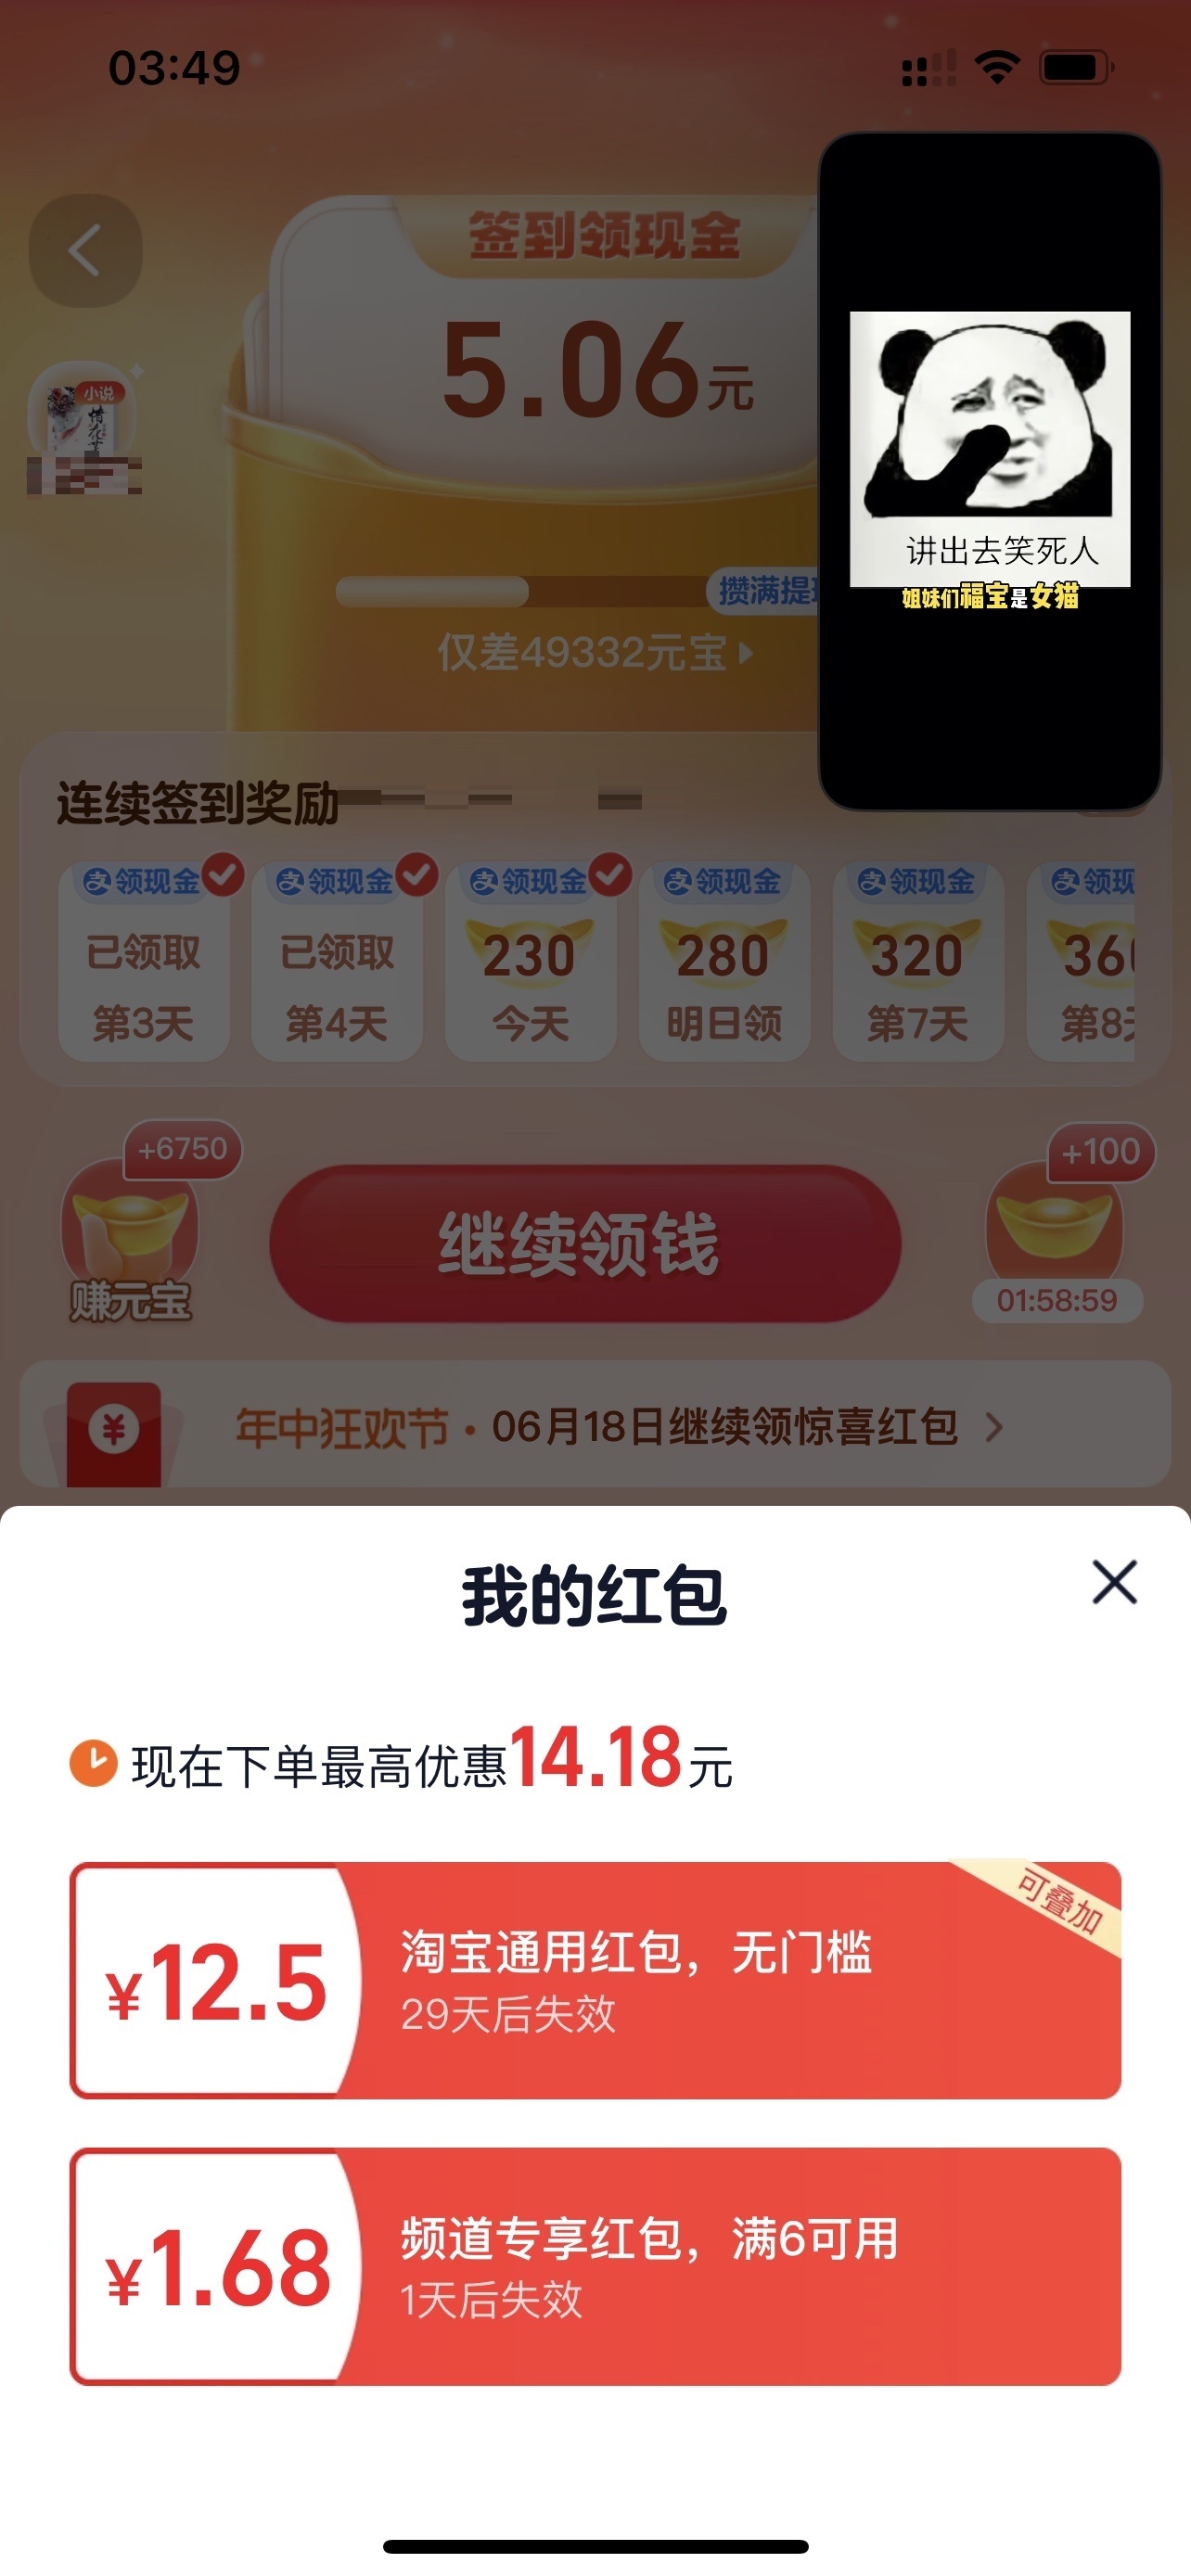 03:49
签到领现金
5.06元
小说
讲出去笑死人
姐妹们福宝是女猫
攒满提
仅差49332元宝
连续签到奖励
支领现金 支领现金 支领现金 支领现金 支领现金 支领现
已领取 已领取 230 280 320 360
第3天 第4天 今天 明日领 第7天 第8天
+6750
+100
继续领钱
赚元宝
01:58:59
¥
年中狂欢节·06月18日继续领惊喜红包
我的红包
现在下单最高优惠14.18元
可叠加
¥12.5
淘宝通用红包，无门槛
29天后失效
¥1.68
频道专享红包，满6可用
1天后失效